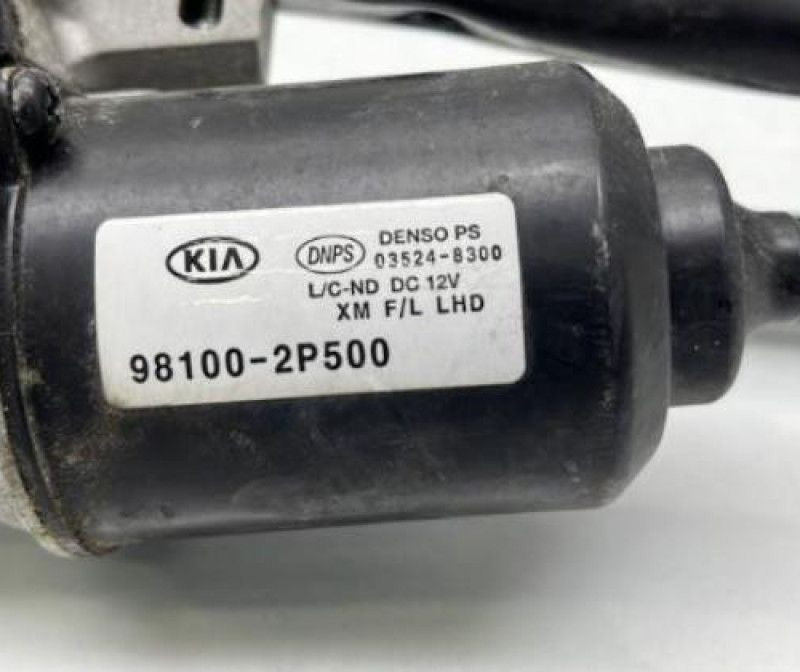 KIA DNPS DENSO PS
03524-8300
L/C-ND DC 12V
XM F/L LHD
98100-2P500